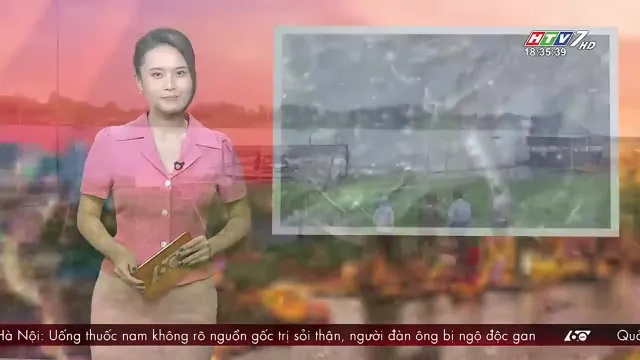 HTV7 HD
18:35:39
Hà Nội: Uống thuốc nam không rõ nguồn gốc trị sỏi thận, người đàn ông bị ngộ độc gan 60 Quố